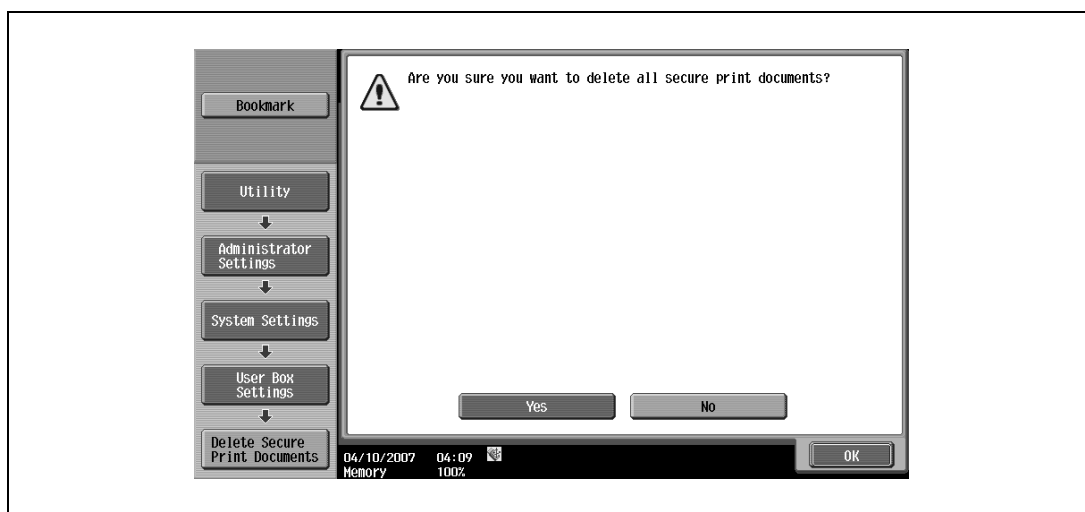 Bookmark
Utility
Administrator
Settings
System Settings
User Box
Settings
Delete Secure
Print Documents
Are you sure you want to delete all secure print documents?
Yes No
04/10/2007 04:09
Memory 100%
OK